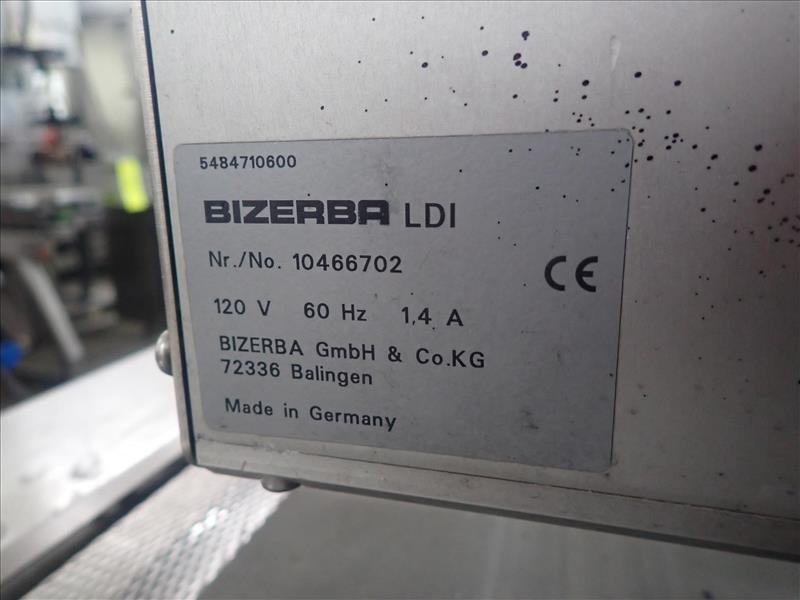 5484710600
BIZERBA LDI
Nr./No. 10466702
CE
120 V 60 Hz 1,4 A
BIZERBA GmbH & Co.KG
72336 Balingen
Made in Germany